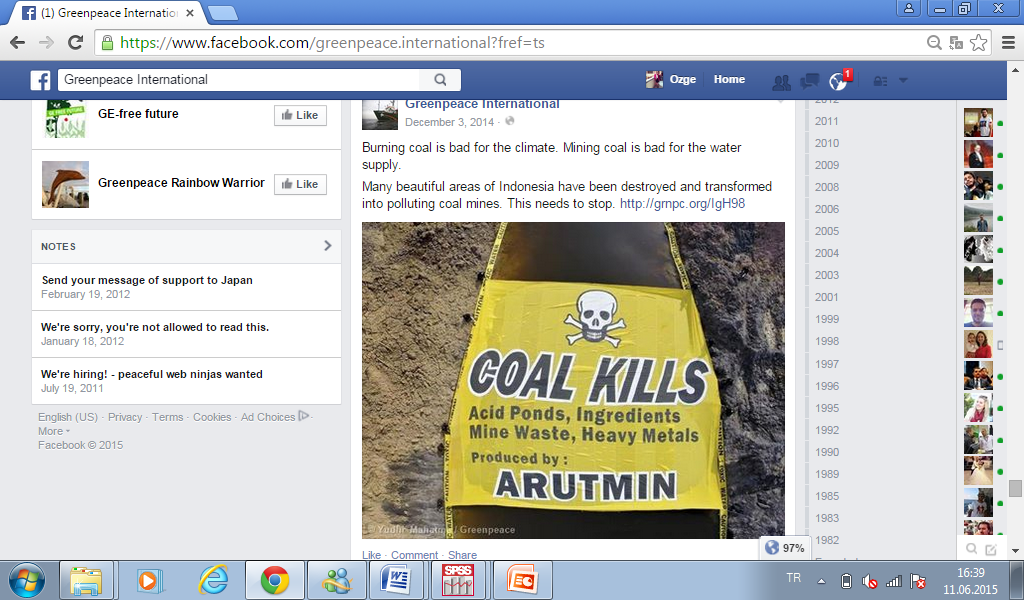 (1) Greenpeace Internation
https://www.facebook.com/greenpeace.international?fref=ts
Greenpeace International
Ozge
Home
1
GE-free future
Like
Greenpeace Rainbow Warrior
Like
NOTES
Send your message of support to Japan
February 19, 2012
We're sorry, you're not allowed to read this.
January 18, 2012
We're hiring! - peaceful web ninjas wanted
July 19, 2011
English (US) · Privacy · Terms · Cookies · Ad Choices ·
More
Facebook © 2015
Greenpeace International
December 3, 2014 ·
Burning coal is bad for the climate. Mining coal is bad for the water
supply.
Many beautiful areas of Indonesia have been destroyed and transformed
into polluting coal mines. This needs to stop. http://grnpc.org/IgH98
COAL KILLS
Acid Ponds, Ingredients
Mine Waste, Heavy Metals
Produced by :
ARUTMIN
© Yudhi Mahatma / Greenpeace
Like · Comment · Share
2012
2011
2010
2009
2008
2006
2005
2004
2003
2001
1999
1998
1997
1996
1995
1992
1990
1989
1985
1983
1982
97%
SPSS
TR
16:39
11.06.2015